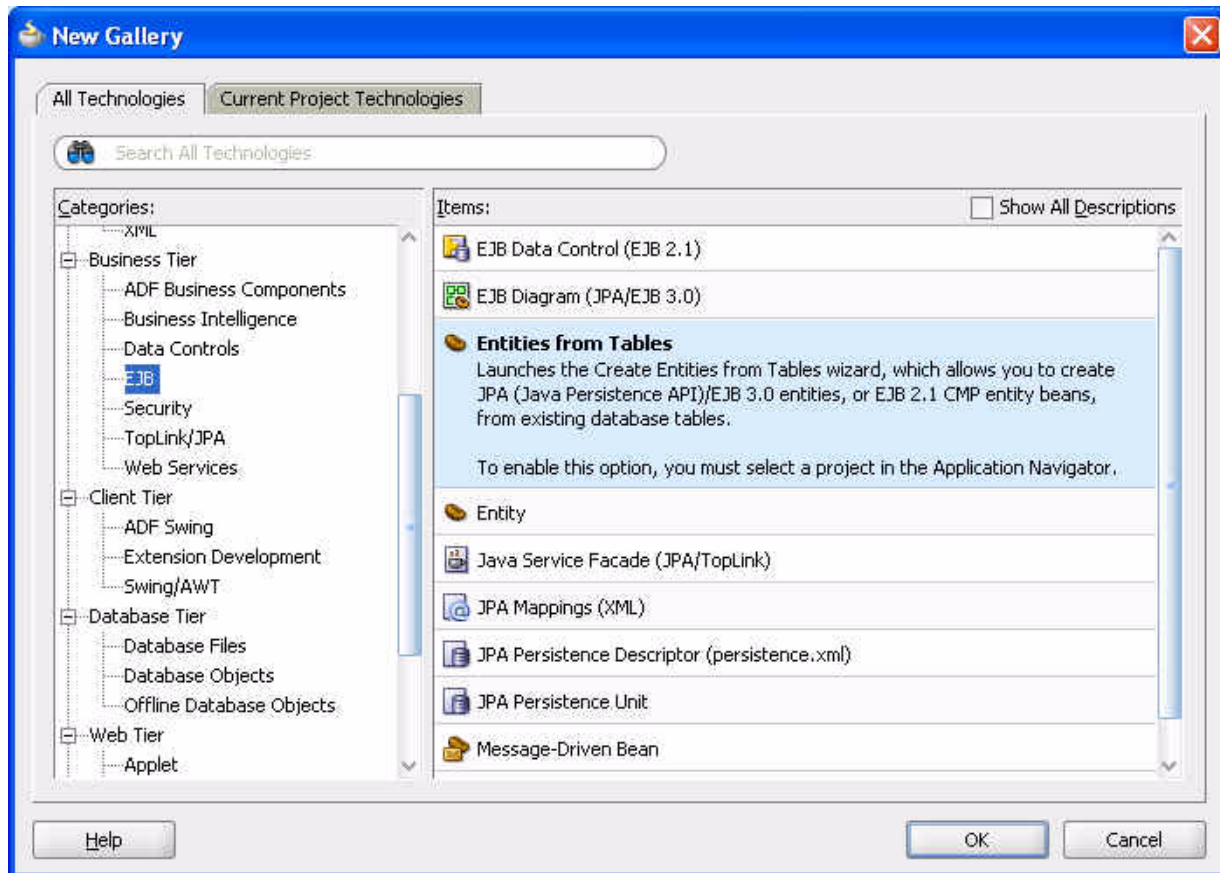 New Gallery
All Technologies
Current Project Technologies
Search All Technologies
Categories:
XML
Business Tier
ADF Business Components
Business Intelligence
Data Controls
EJB
Security
TopLink/JPA
Web Services
Client Tier
ADF Swing
Extension Development
Swing/AWT
Database Tier
Database Files
Database Objects
Offline Database Objects
Web Tier
Applet
Items:
Show All Descriptions
EJB Data Control (EJB 2.1)
EJB Diagram (JPA/EJB 3.0)
Entities from Tables
Launches the Create Entities from Tables wizard, which allows you to create
JPA (Java Persistence API)/EJB 3.0 entities, or EJB 2.1 CMP entity beans,
from existing database tables.
To enable this option, you must select a project in the Application Navigator.
Entity
Java Service Facade (JPA/TopLink)
JPA Mappings (XML)
JPA Persistence Descriptor (persistence.xml)
JPA Persistence Unit
Message-Driven Bean
Help
OK
Cancel